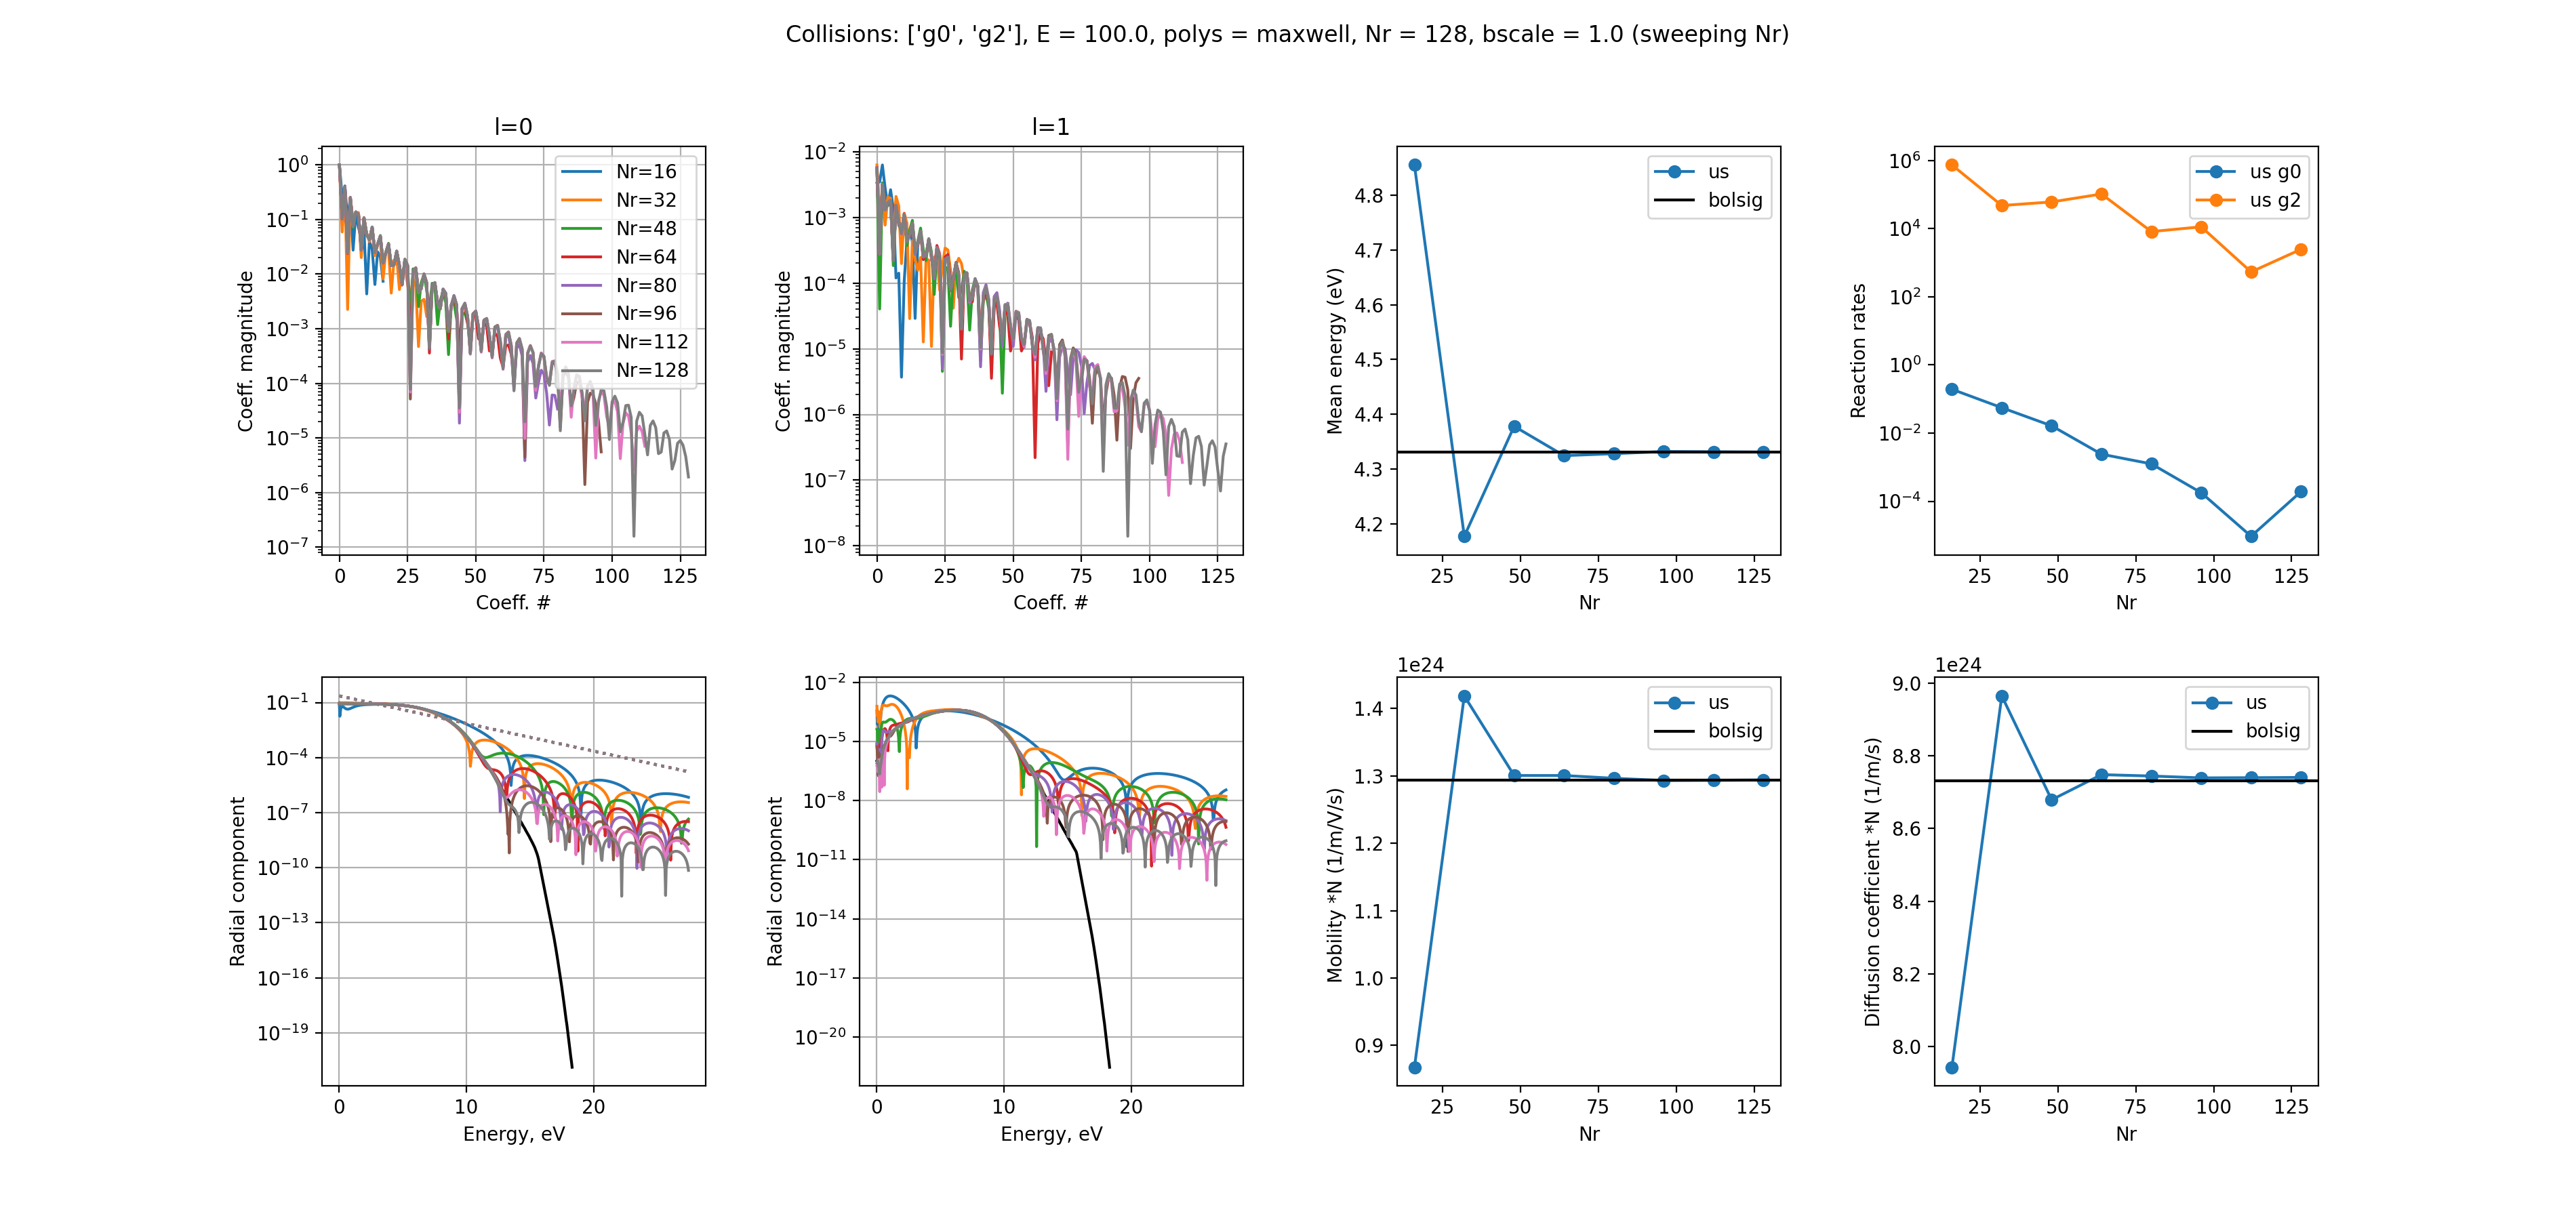 Collisions: ['g0', 'g2'], E = 100.0, polys = maxwell, Nr = 128, bscale = 1.0 (sweeping Nr)
l=0
Coeff. magnitude
10^0
10^-1
10^-2
10^-3
10^-4
10^-5
10^-6
10^-7
Nr=16
Nr=32
Nr=48
Nr=64
Nr=80
Nr=96
Nr=112
Nr=128
0 25 50 75 100 125
Coeff. #
l=1
Coeff. magnitude
10^-2
10^-3
10^-4
10^-5
10^-6
10^-7
10^-8
0 25 50 75 100 125
Coeff. #
Mean energy (eV)
4.8
4.7
4.6
4.5
4.4
4.3
4.2
us
bolsig
25 50 75 100 125
Nr
Reaction rates
10^6
10^4
10^2
10^0
10^-2
10^-4
us g0
us g2
25 50 75 100 125
Nr
Radial component
10^-1
10^-4
10^-7
10^-10
10^-13
10^-16
10^-19
0 10 20
Energy, eV
Radial component
10^-2
10^-5
10^-8
10^-11
10^-14
10^-17
10^-20
0 10 20
Energy, eV
1e24
Mobility *N (1/m/V/s)
1.4
1.3
1.2
1.1
1.0
0.9
us
bolsig
25 50 75 100 125
Nr
1e24
Diffusion coefficient *N (1/m/s)
9.0
8.8
8.6
8.4
8.2
8.0
us
bolsig
25 50 75 100 125
Nr